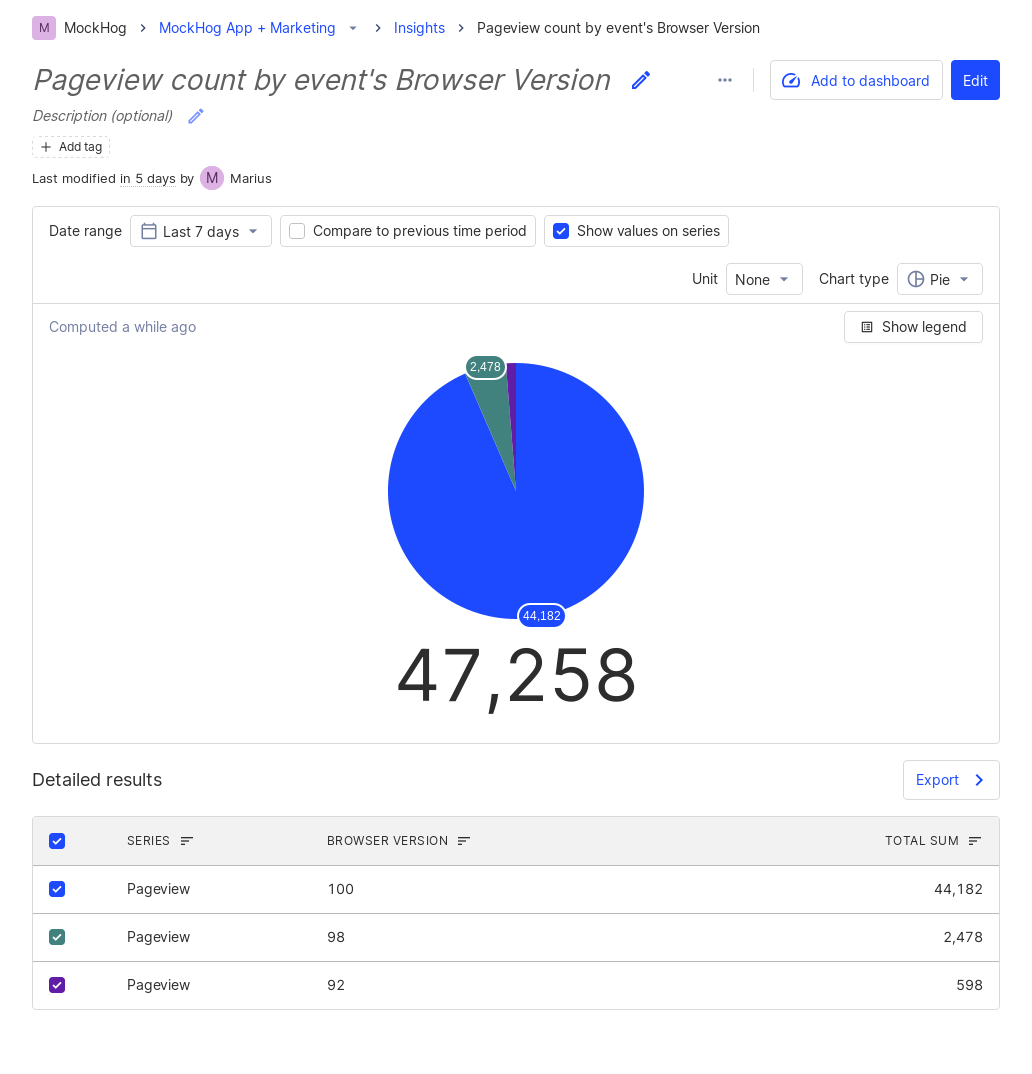 M MockHog MockHog App + Marketing Insights Pageview count by event's Browser Version
Pageview count by event's Browser Version Add to dashboard Edit
Description (optional)
Add tag
Last modified in 5 days by M Marius
Date range Last 7 days Compare to previous time period Show values on series
Unit None Chart type Pie
Computed a while ago Show legend
2,478
44,182
47,258
Detailed results Export
SERIES BROWSER VERSION TOTAL SUM
Pageview 100 44,182
Pageview 98 2,478
Pageview 92 598